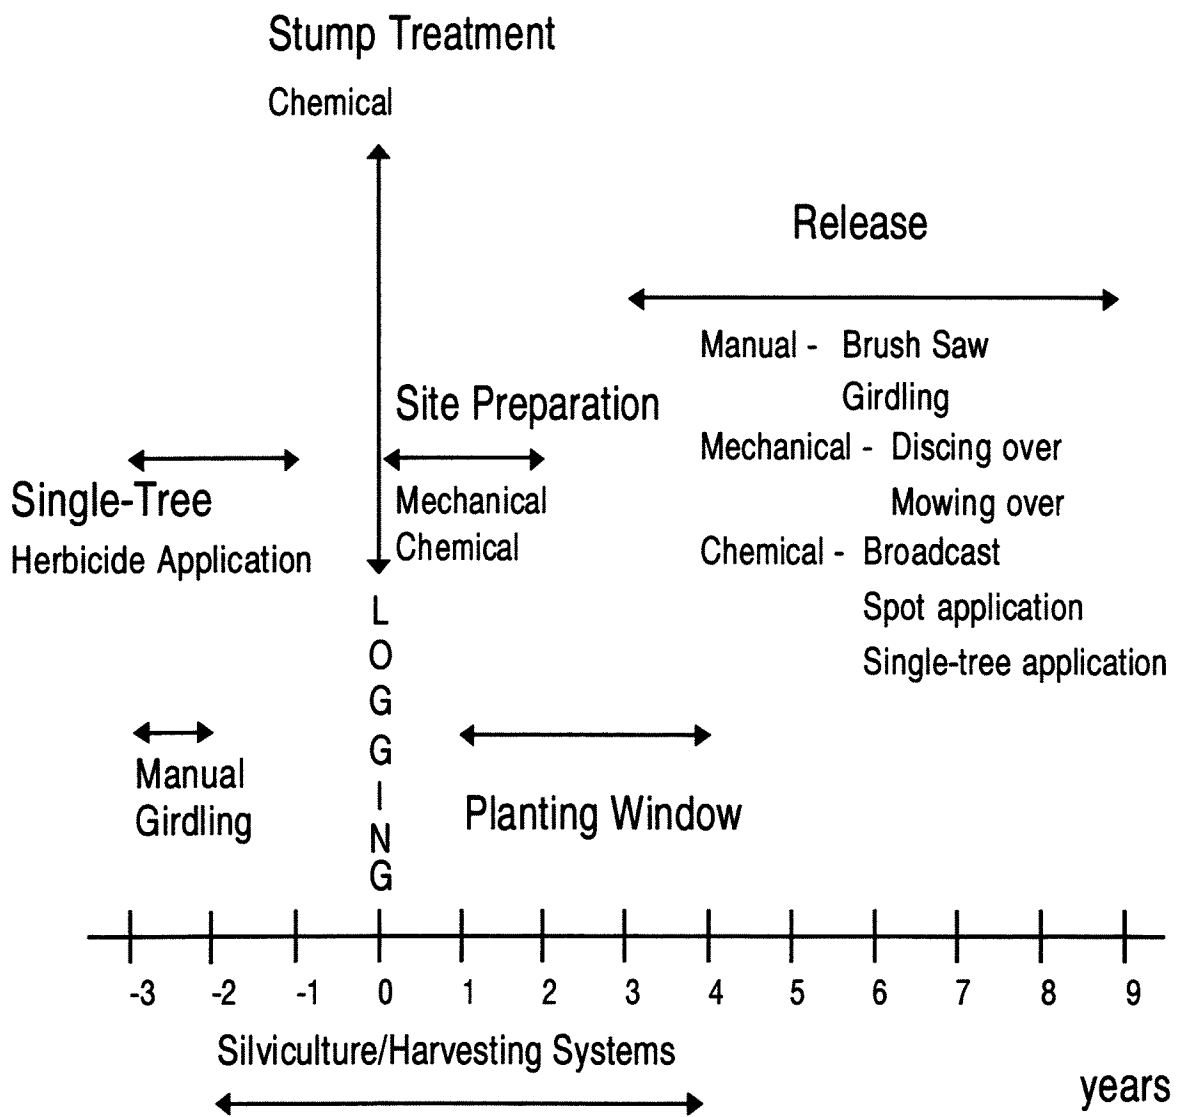 Stump Treatment
Chemical
Release
Manual - Brush Saw
Girdling
Mechanical - Discing over
Mowing over
Chemical - Broadcast
Spot application
Single-tree application
Site Preparation
Mechanical
Chemical
Single-Tree
Herbicide Application
LOGGING
Manual
Girdling
Planting Window
-3 -2 -1 0 1 2 3 4 5 6 7 8 9
Silviculture/Harvesting Systems
years